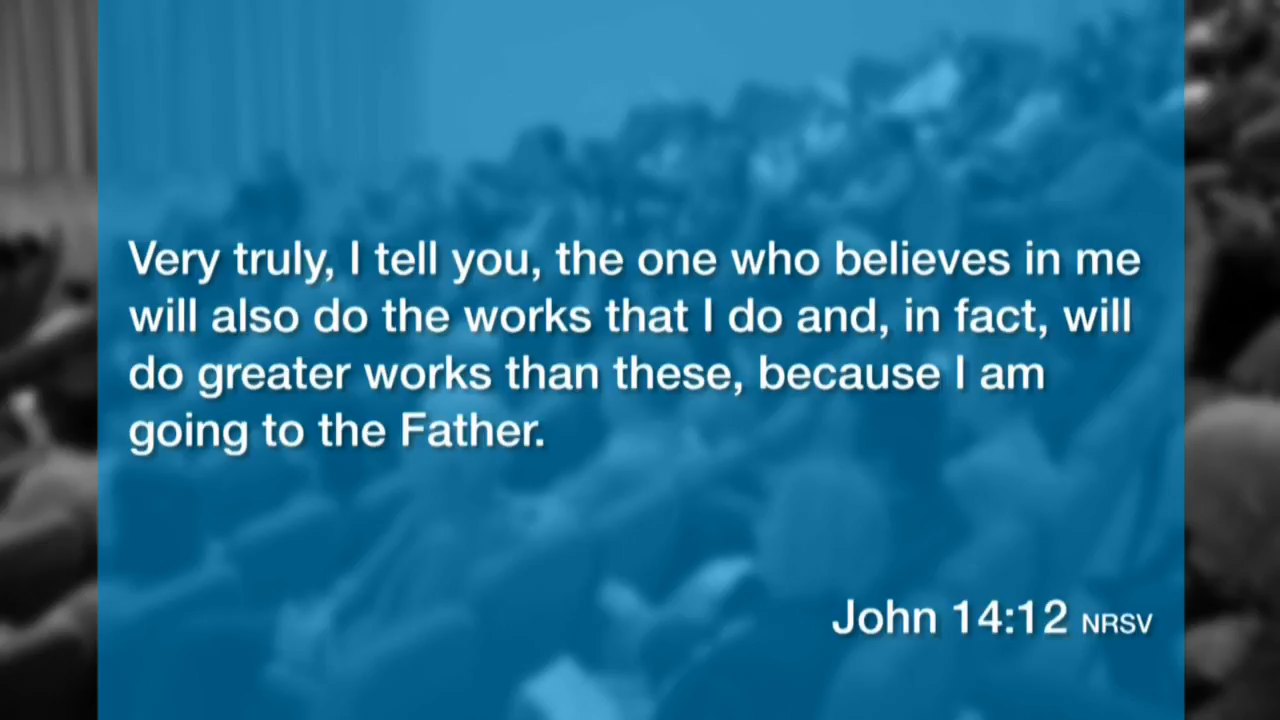 Very truly, I tell you, the one who believes in me
will also do the works that I do and, in fact, will
do greater works than these, because I am
going to the Father.
John 14:12 NRSV